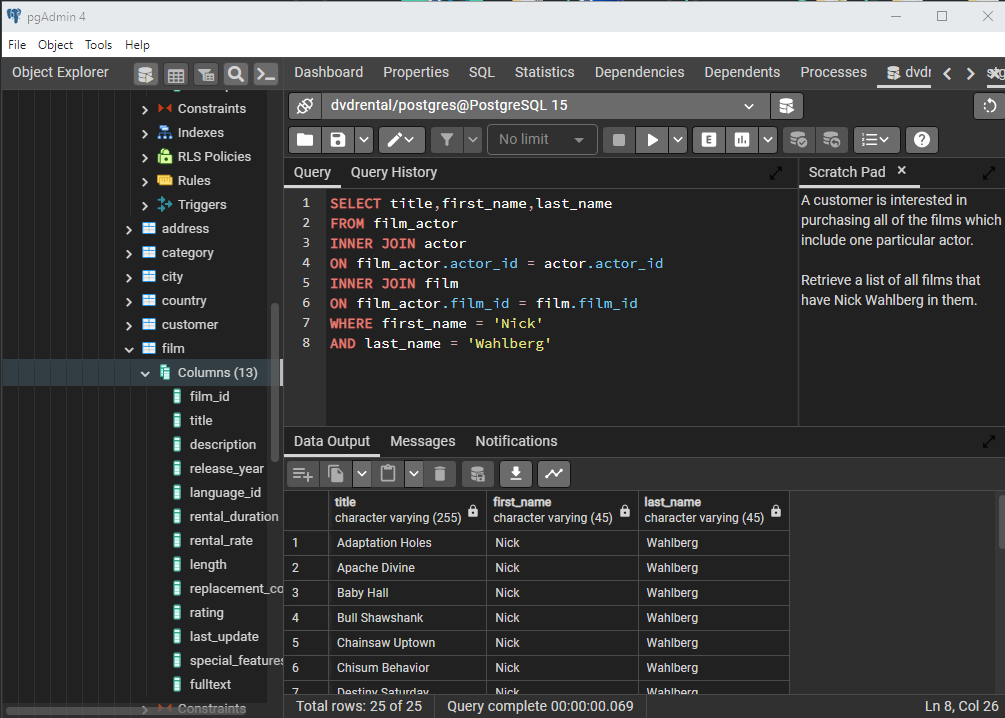 pgAdmin 4
File Object Tools Help
Object Explorer
Dashboard Properties SQL Statistics Dependencies Dependents Processes dvdr
Constraints
Indexes
RLS Policies
Rules
Triggers
address
category
city
country
customer
film
Columns (13)
film_id
title
description
release_year
language_id
rental_duration
rental_rate
length
replacement_co
rating
last_update
special_features
fulltext
Constraints
dvdrental/postgres@PostgreSQL 15
No limit
E
Query Query History
1 SELECT title,first_name,last_name
2 FROM film_actor
3 INNER JOIN actor
4 ON film_actor.actor_id = actor.actor_id
5 INNER JOIN film
6 ON film_actor.film_id = film.film_id
7 WHERE first_name = 'Nick'
8 AND last_name = 'Wahlberg'
Scratch Pad
A customer is interested in
purchasing all of the films which
include one particular actor.
Retrieve a list of all films that
have Nick Wahlberg in them.
Data Output Messages Notifications
title first_name last_name
character varying (255) character varying (45) character varying (45)
1 Adaptation Holes Nick Wahlberg
2 Apache Divine Nick Wahlberg
3 Baby Hall Nick Wahlberg
4 Bull Shawshank Nick Wahlberg
5 Chainsaw Uptown Nick Wahlberg
6 Chisum Behavior Nick Wahlberg
7 Destiny Saturday Nick Wahlberg
Total rows: 25 of 25 Query complete 00:00:00.069 Ln 8, Col 26